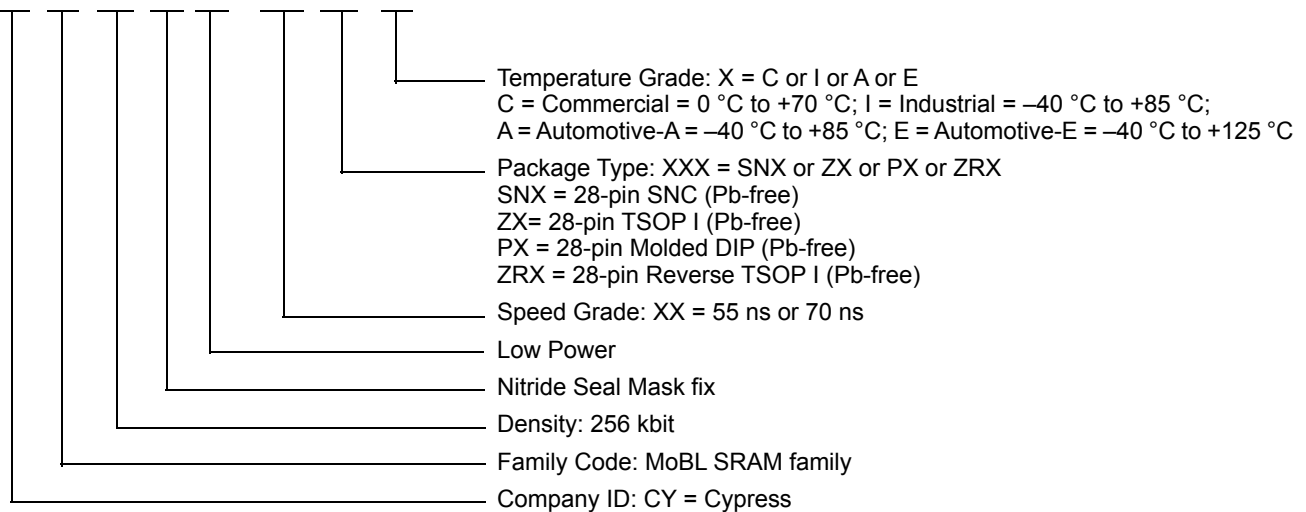 Temperature Grade: X = C or I or A or E
C = Commercial = 0 °C to +70 °C; I = Industrial = –40 °C to +85 °C;
A = Automotive-A = –40 °C to +85 °C; E = Automotive-E = –40 °C to +125 °C
Package Type: XXX = SNX or ZX or PX or ZRX
SNX = 28-pin SNC (Pb-free)
ZX= 28-pin TSOP I (Pb-free)
PX = 28-pin Molded DIP (Pb-free)
ZRX = 28-pin Reverse TSOP I (Pb-free)
Speed Grade: XX = 55 ns or 70 ns
Low Power
Nitride Seal Mask fix
Density: 256 kbit
Family Code: MoBL SRAM family
Company ID: CY = Cypress